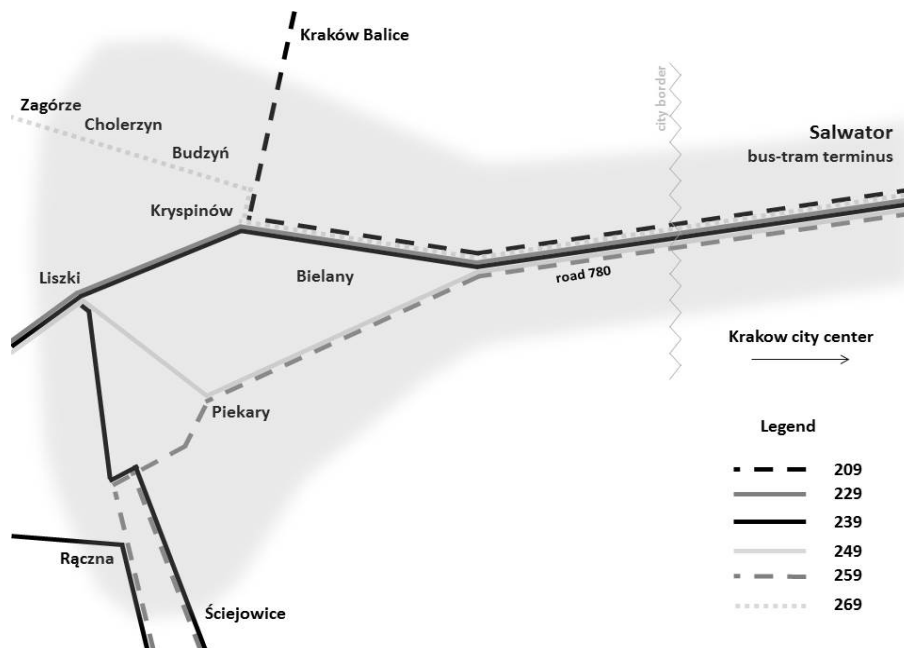 Kraków Balice
Zagórze
Cholerzyn
Budzyń
Kryspinów
city border
Salwator
bus-tram terminus
Liszki
Bielany
road 780
Krakow city center
Piekary
Rączna
Ściejowice
Legend
209
229
239
249
259
269